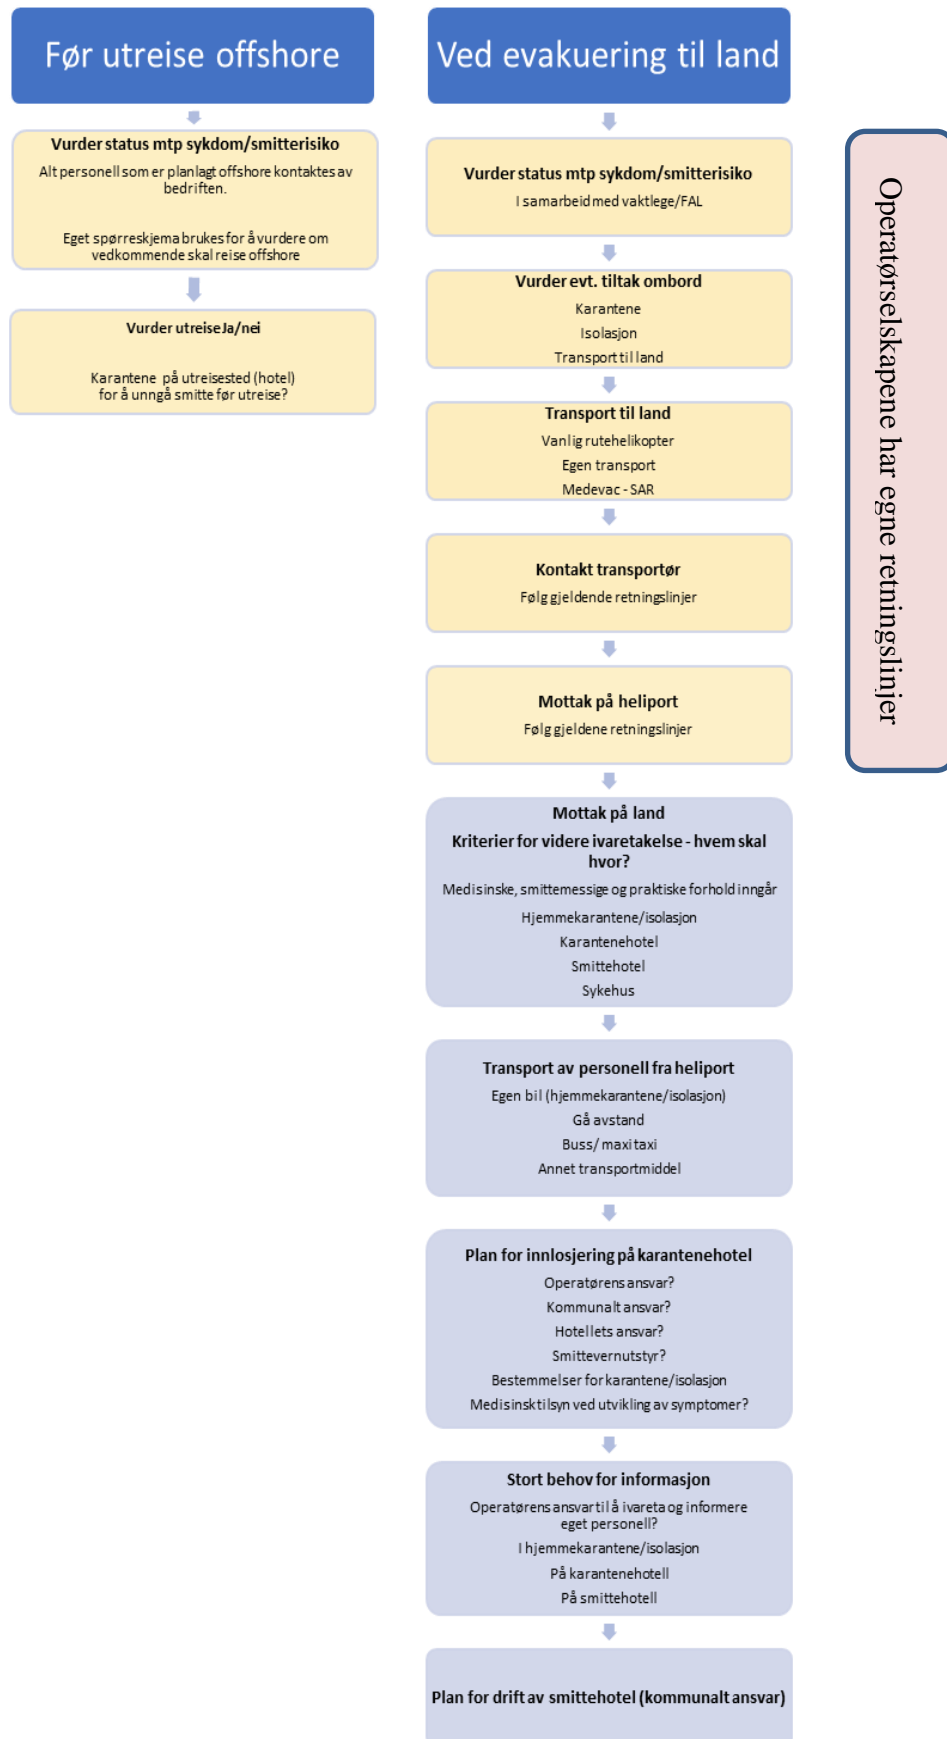 Før utreise offshore
Vurder status mtp sykdom/smitterisiko
Alt personell som er planlagt offshore kontaktes av
bedriften.
Eget spørreskjema brukes for å vurdere om
vedkommende skal reise offshore
Vurder utreise Ja/nei
Karantene på utreisested (hotel)
for å unngå smitte før utreise?
Ved evakuering til land
Vurder status mtp sykdom/smitterisiko
I samarbeid med vaktlege/FAL
Vurder evt. tiltak ombord
Karantene
Isolasjon
Transport til land
Transport til land
Vanlig rutehelikopter
Egen transport
Medevac - SAR
Kontakt transportør
Følg gjeldende retningslinjer
Mottak på heliport
Følg gjeldene retningslinjer
Mottak på land
Kriterier for videre ivaretakelse - hvem skal
hvor?
Medisinske, smittemessige og praktiske forhold inngår
Hjemmekarantene/isolasjon
Karantenehotel
Smittehotel
Sykehus
Transport av personell fra heliport
Egen bil (hjemmekarantene/isolasjon)
Gå avstand
Buss/ maxi taxi
Annet transportmiddel
Plan for innlosjering på karantenehotel
Operatørens ansvar?
Kommunalt ansvar?
Hotellets ansvar?
Smittevernutstyr?
Bestemmelser for karantene/isolasjon
Medisinsk tilsyn ved utvikling av symptomer?
Stort behov for informasjon
Operatørens ansvar til å ivareta og informere
eget personell?
I hjemmekarantene/isolasjon
På karantenehotell
På smittehotell
Plan for drift av smittehotel (kommunalt ansvar)
Operatørselskapene har egne retningslinjer